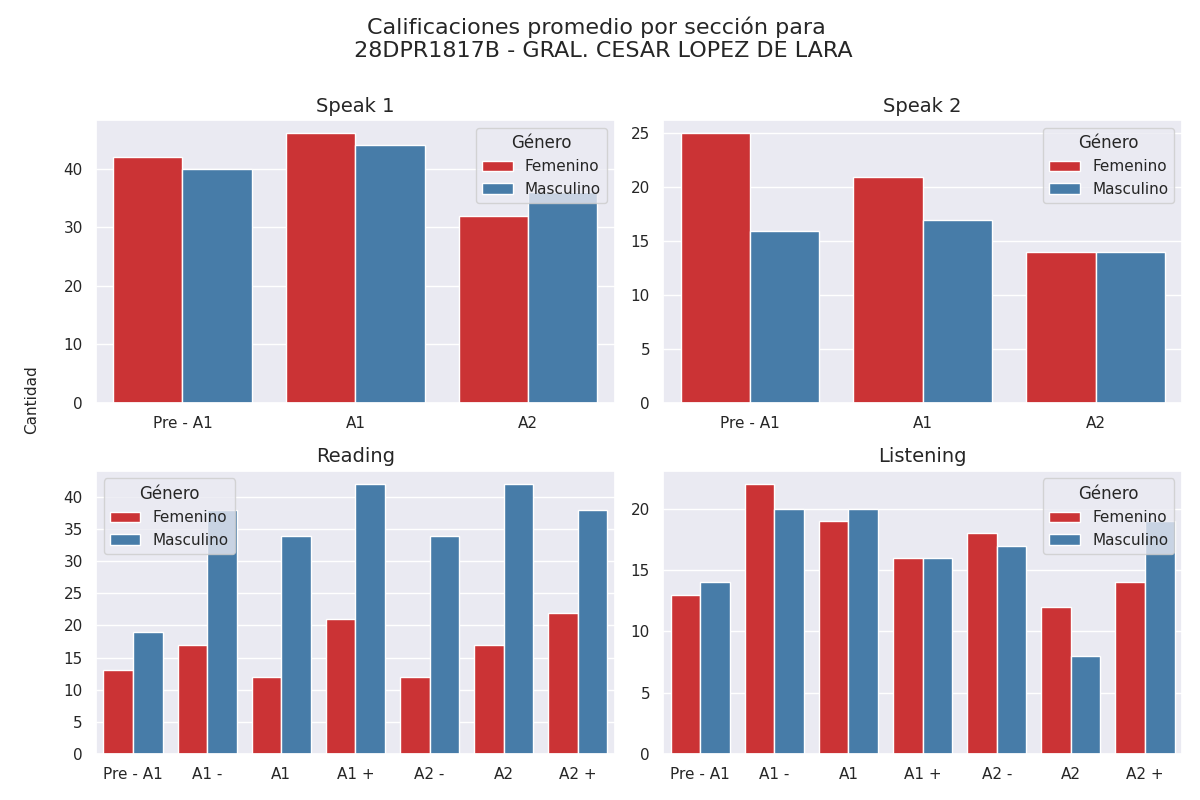 Calificaciones promedio por sección para
28DPR1817B - GRAL. CESAR LOPEZ DE LARA
Cantidad
Speak 1
Género
Femenino
Masculino
40
30
20
10
0
Pre - A1 A1 A2
Speak 2
Género
Femenino
Masculino
25
20
15
10
5
0
Pre - A1 A1 A2
Reading
Género
Femenino
Masculino
40
35
30
25
20
15
10
5
0
Pre - A1 A1 - A1 A1 + A2 - A2 A2 +
Listening
Género
Femenino
Masculino
20
15
10
5
0
Pre - A1 A1 - A1 A1 + A2 - A2 A2 +